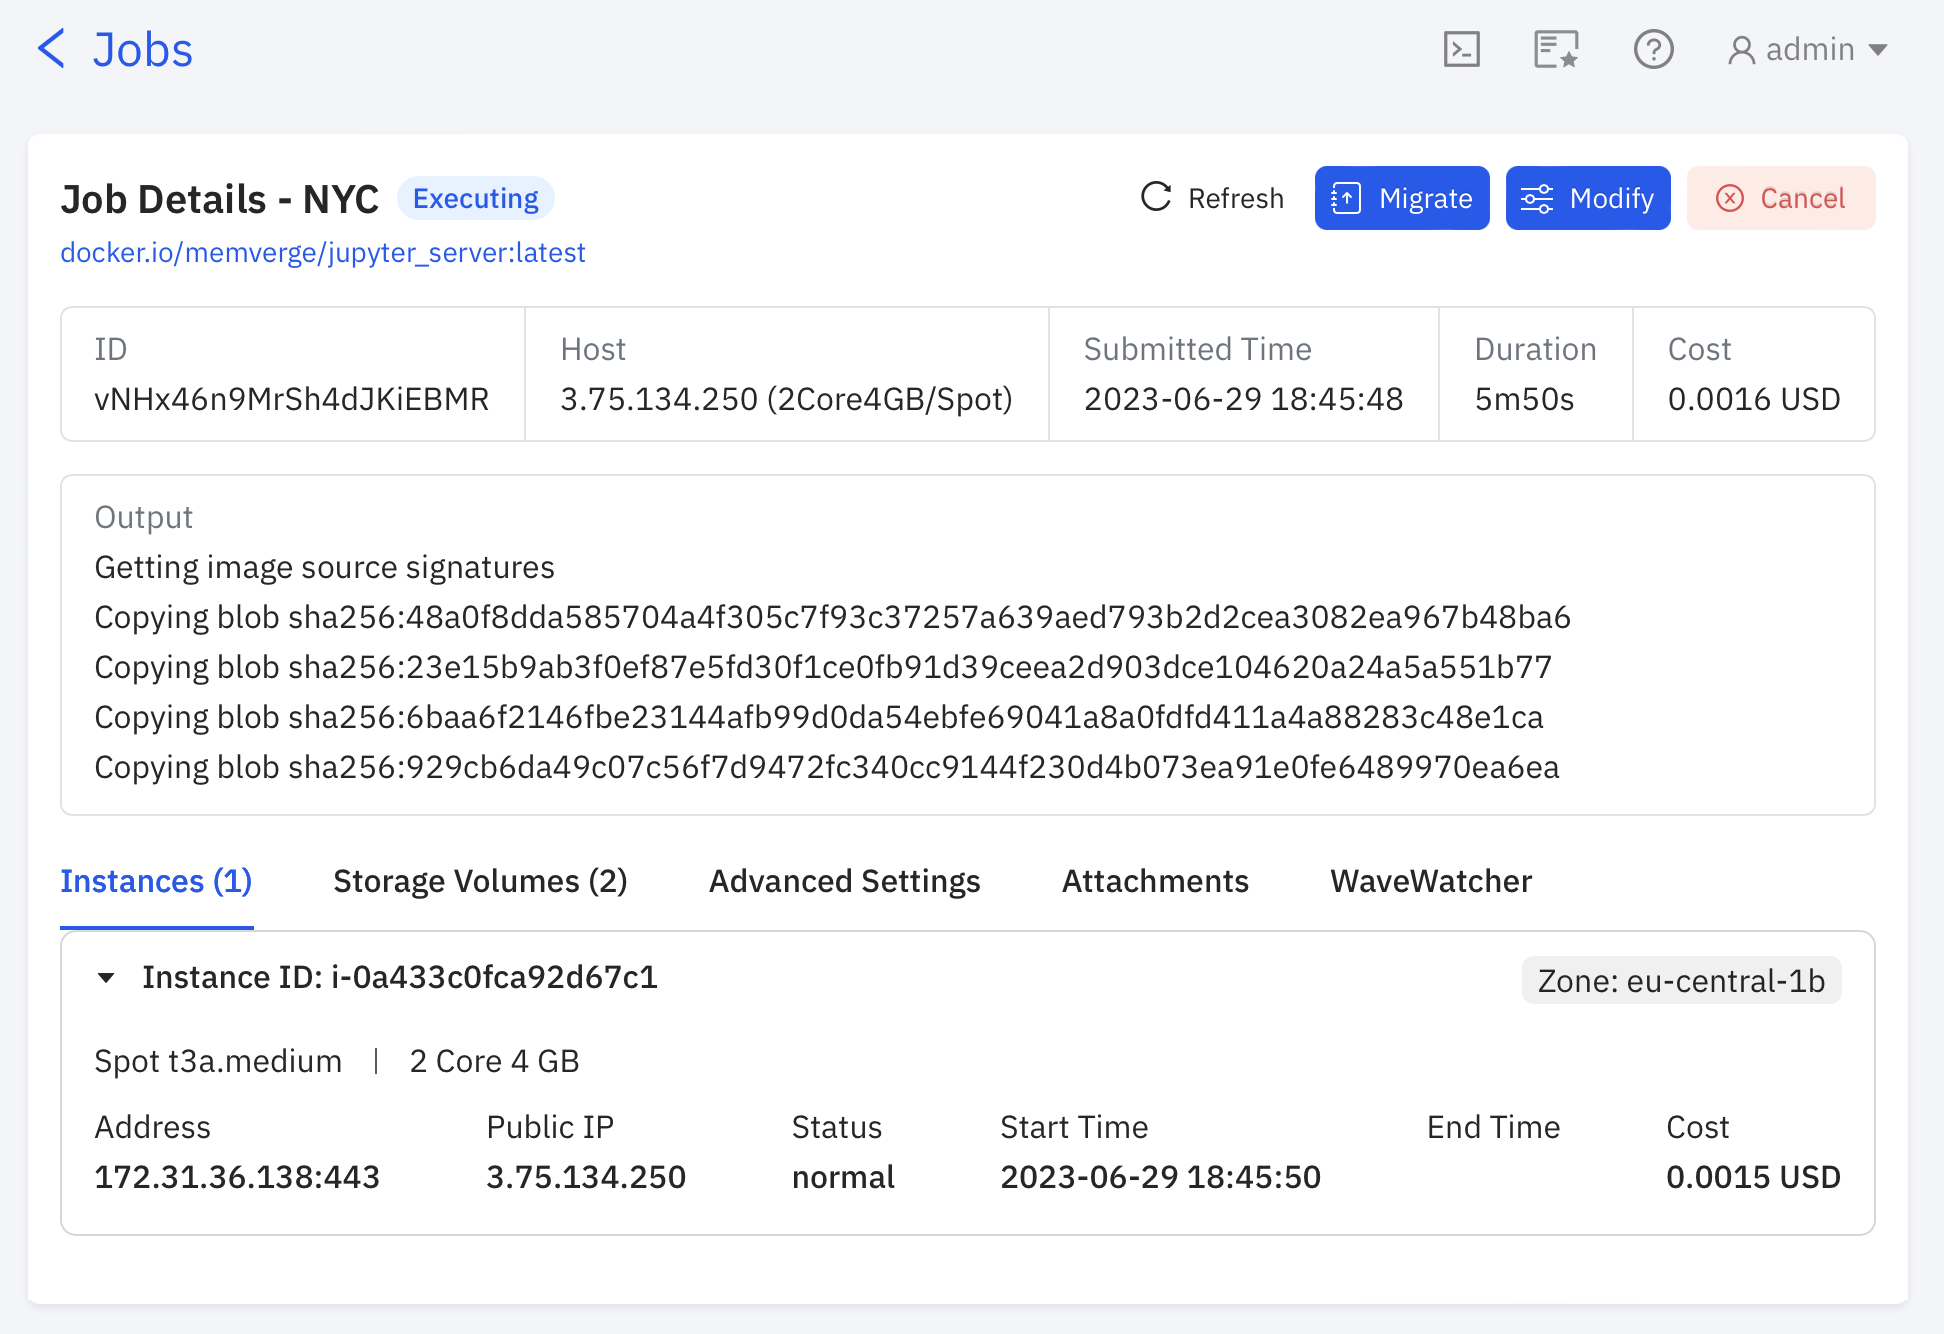 Jobs
admin
Job Details - NYC Executing
Refresh Migrate Modify Cancel
docker.io/memverge/jupyter_server:latest
ID Host Submitted Time Duration Cost
vNHx46n9MrSh4dJKiEBMR 3.75.134.250 (2Core4GB/Spot) 2023-06-29 18:45:48 5m50s 0.0016 USD
Output
Getting image source signatures
Copying blob sha256:48a0f8dda585704a4f305c7f93c37257a639aed793b2d2cea3082ea967b48ba6
Copying blob sha256:23e15b9ab3f0ef87e5fd30f1ce0fb91d39ceea2d903dce104620a24a5a551b77
Copying blob sha256:6baa6f2146fbe23144afb99d0da54ebfe69041a8a0fdfd411a4a88283c48e1ca
Copying blob sha256:929cb6da49c07c56f7d9472fc340cc9144f230d4b073ea91e0fe6489970ea6ea
Instances (1) Storage Volumes (2) Advanced Settings Attachments WaveWatcher
Instance ID: i-0a433c0fca92d67c1 Zone: eu-central-1b
Spot t3a.medium | 2 Core 4 GB
Address Public IP Status Start Time End Time Cost
172.31.36.138:443 3.75.134.250 normal 2023-06-29 18:45:50 0.0015 USD